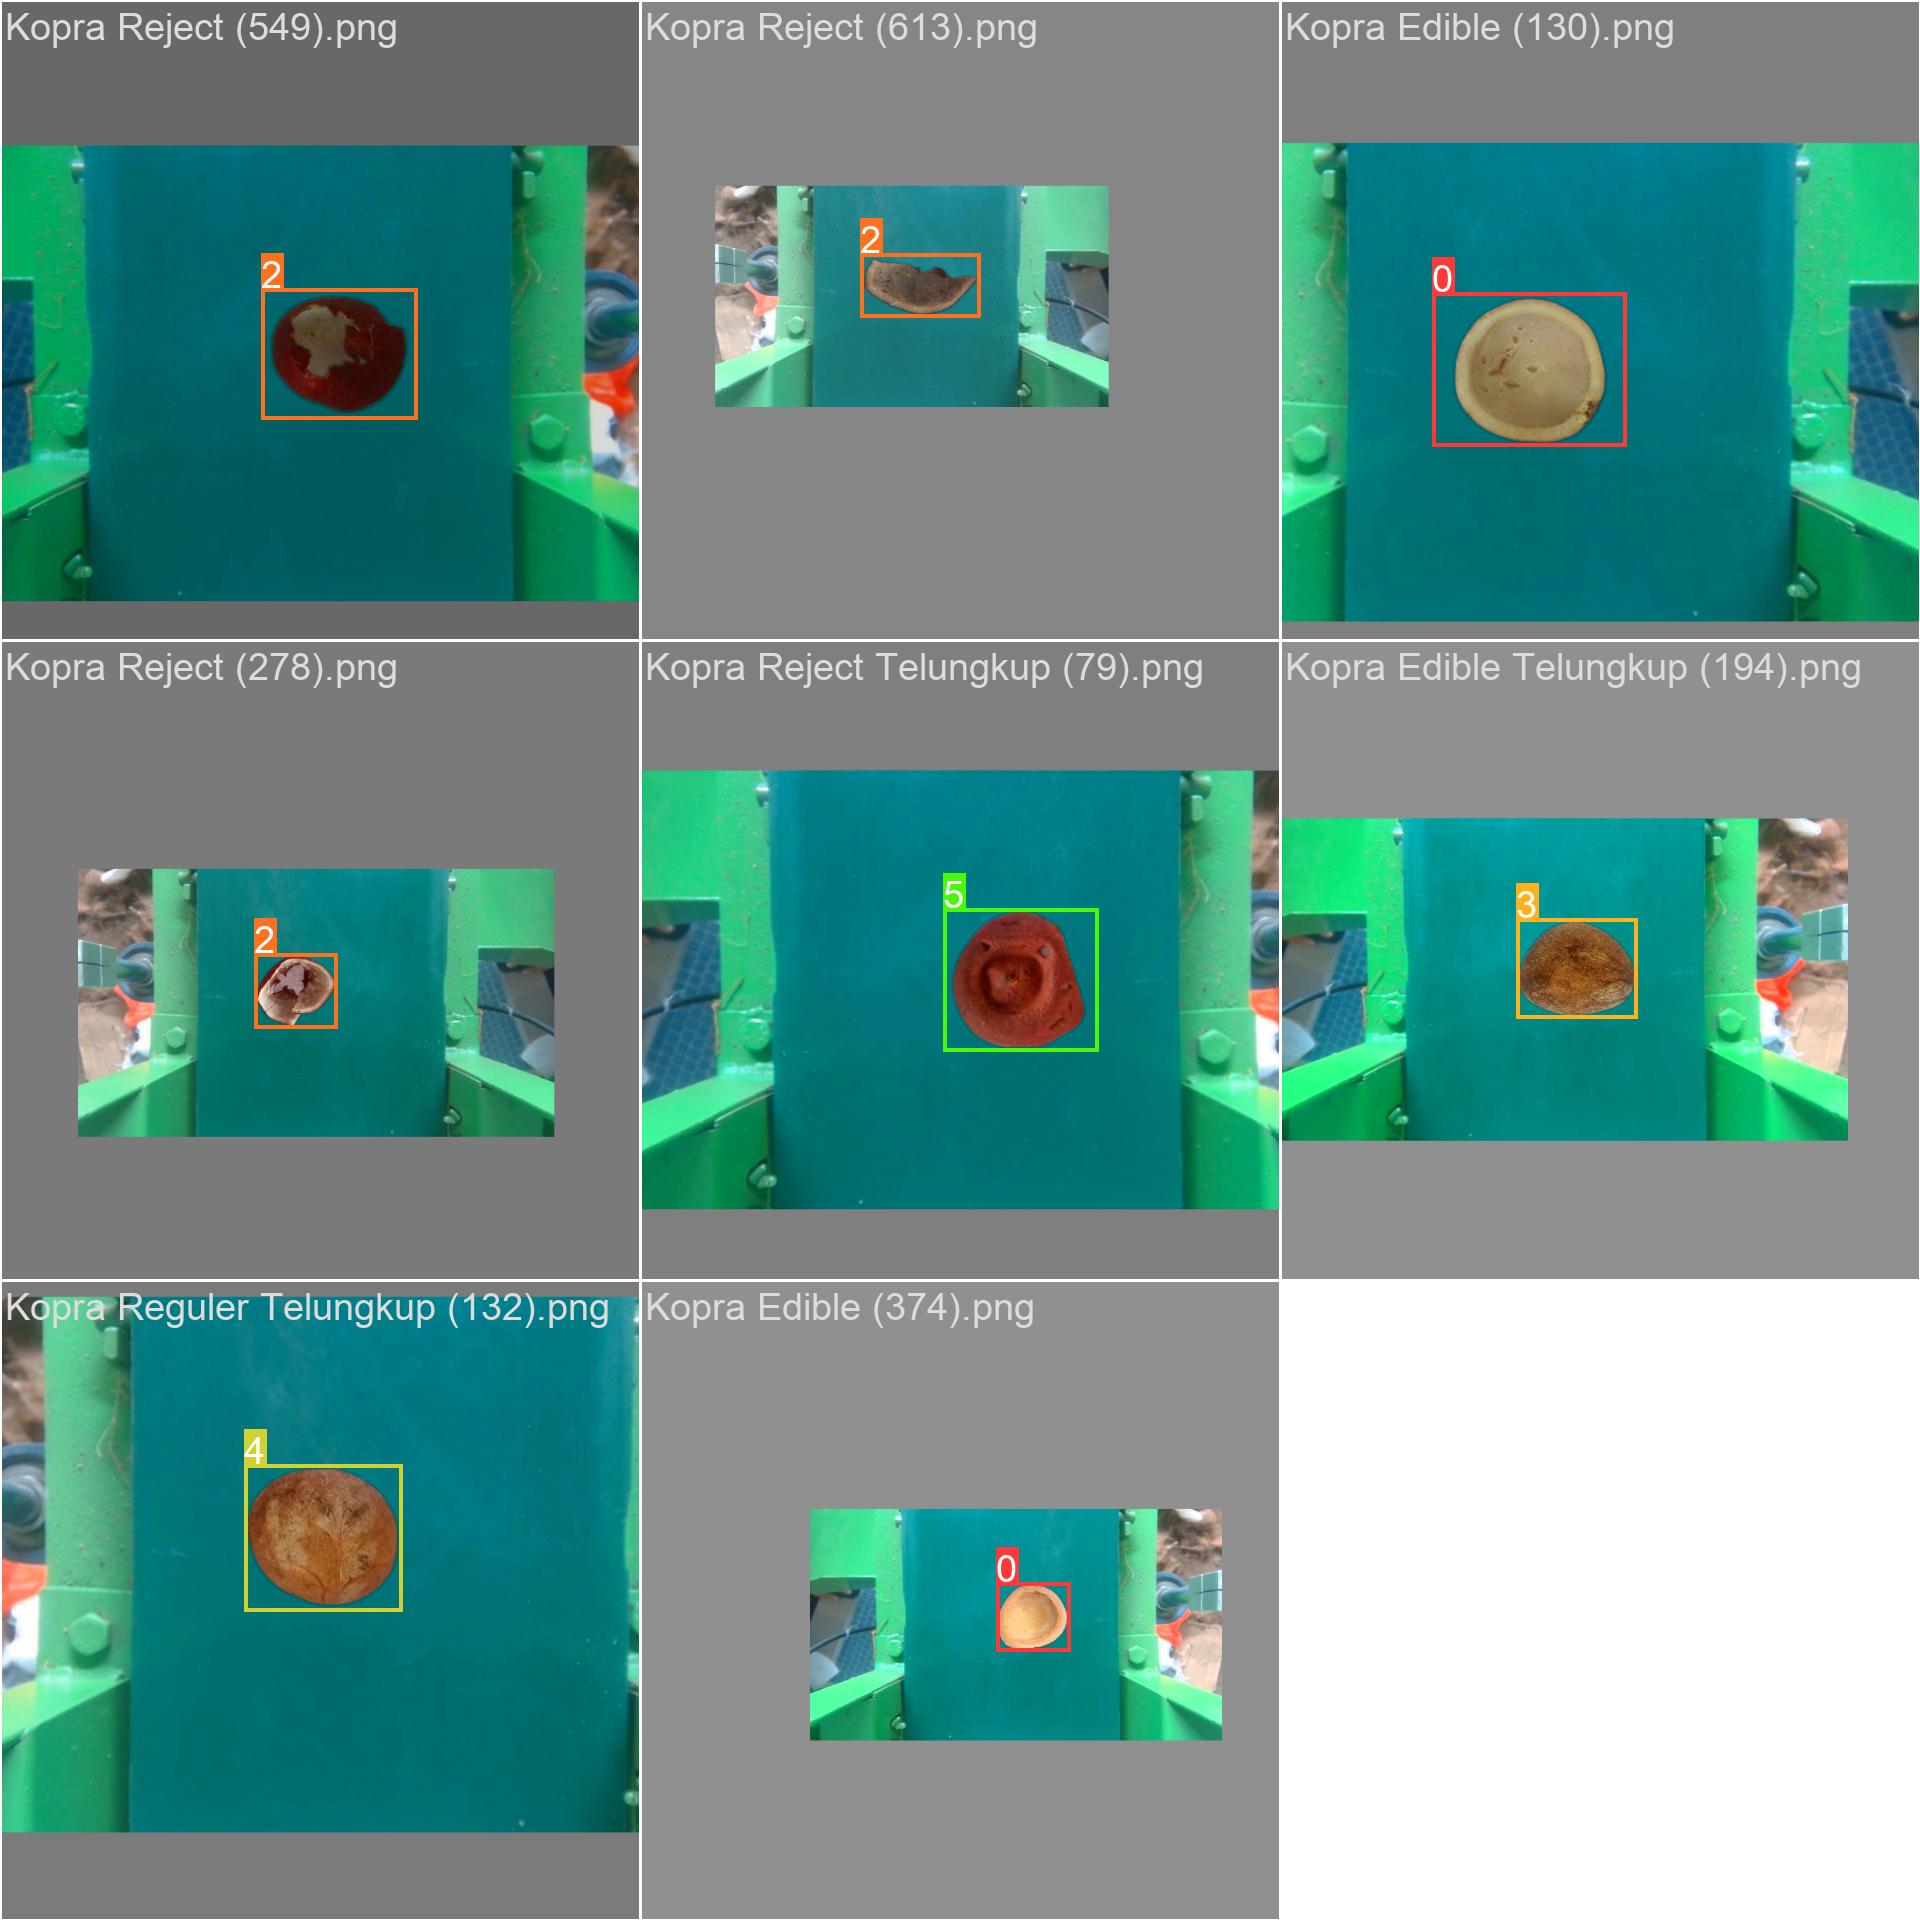 Kopra Reject (549).png
Kopra Reject (613).png
Kopra Edible (130).png
2
2
0
Kopra Reject (278).png
Kopra Reject Telungkup (79).png
Kopra Edible Telungkup (194).png
2
5
3
Kopra Reguler Telungkup (132).png
Kopra Edible (374).png
4
0